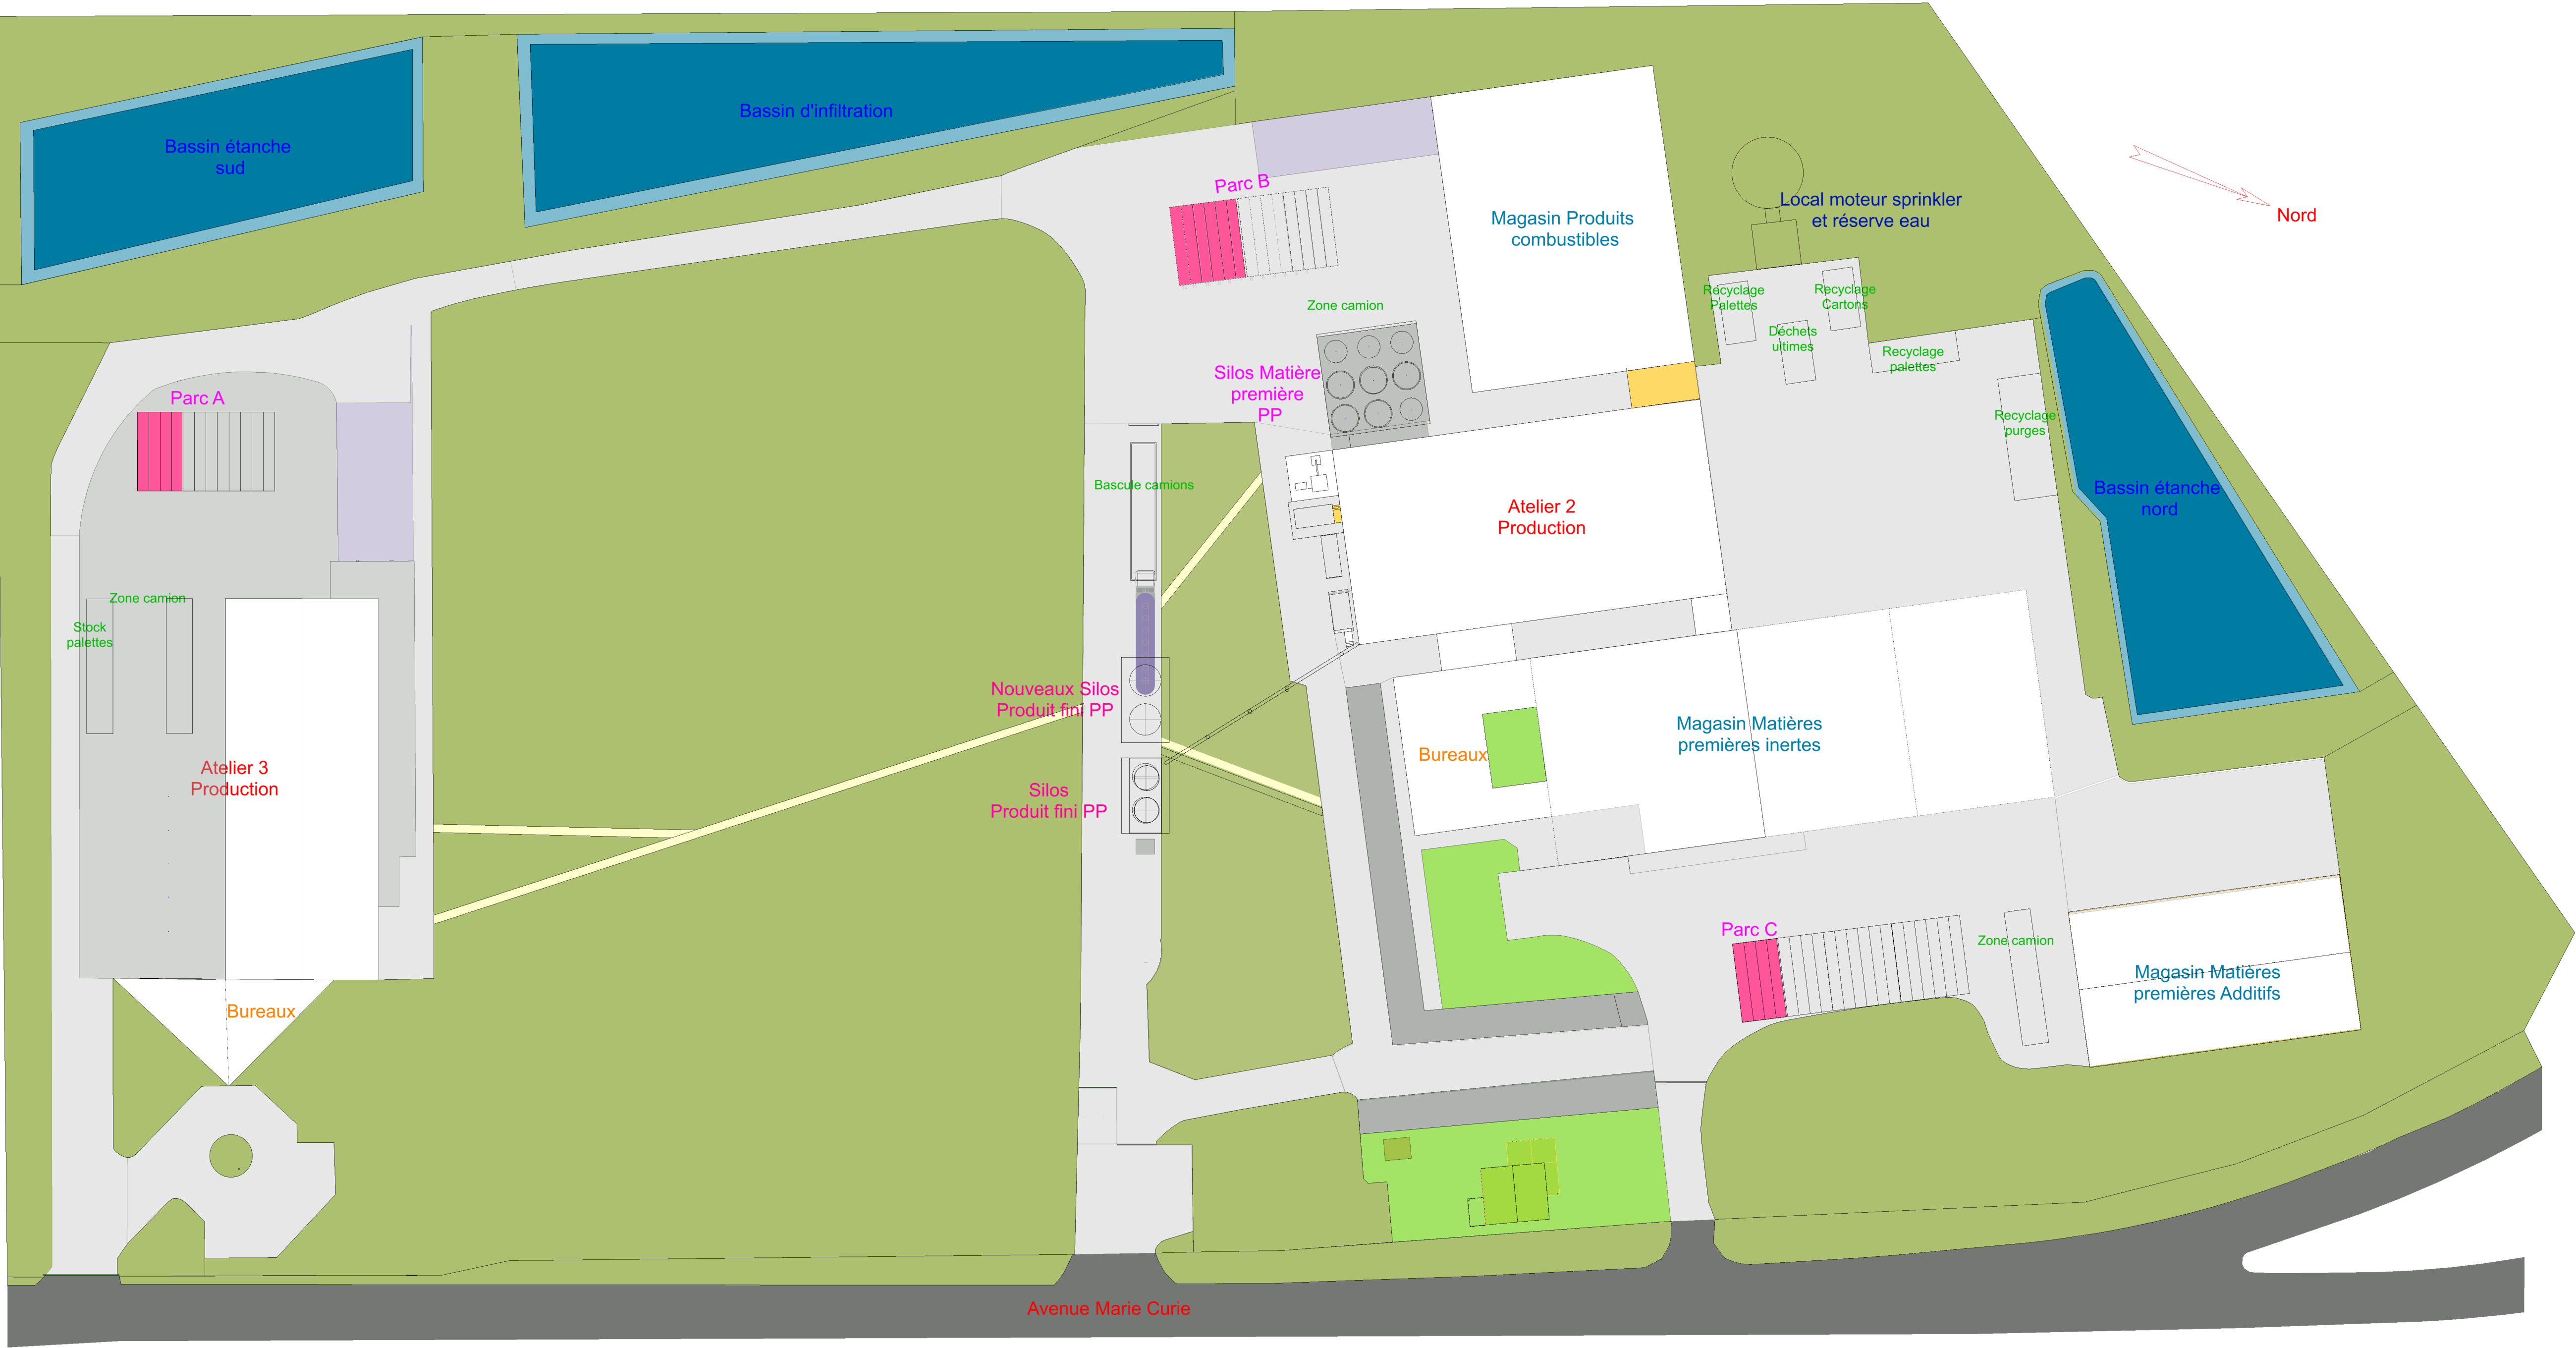 Bassin d'infiltration
Bassin étanche
sud
Parc B
Magasin Produits
combustibles
Local moteur sprinkler
et réserve eau
Nord
Recyclage
Palettes
Recyclage
Cartons
Déchets
ultimes
Recyclage
palettes
Zone camion
Silos Matière
première
PP
Parc A
Recyclage
purges
Bascule camions
Atelier 2
Production
Bassin étanche
nord
Zone camion
Stock
palettes
Nouveaux Silos
Produit fini PP
Magasin Matières
premières inertes
Bureaux
Atelier 3
Production
Silos
Produit fini PP
Parc C
Zone camion
Magasin Matières
premières Additifs
Bureaux
Avenue Marie Curie